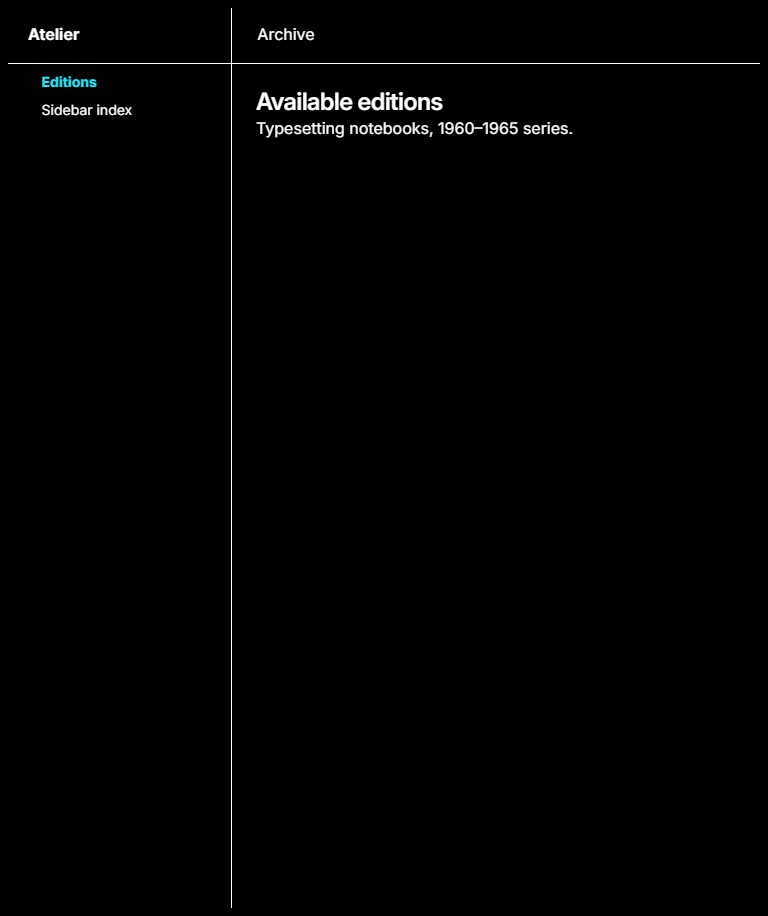 Atelier
Archive
Editions
Sidebar index
Available editions
Typesetting notebooks, 1960–1965 series.